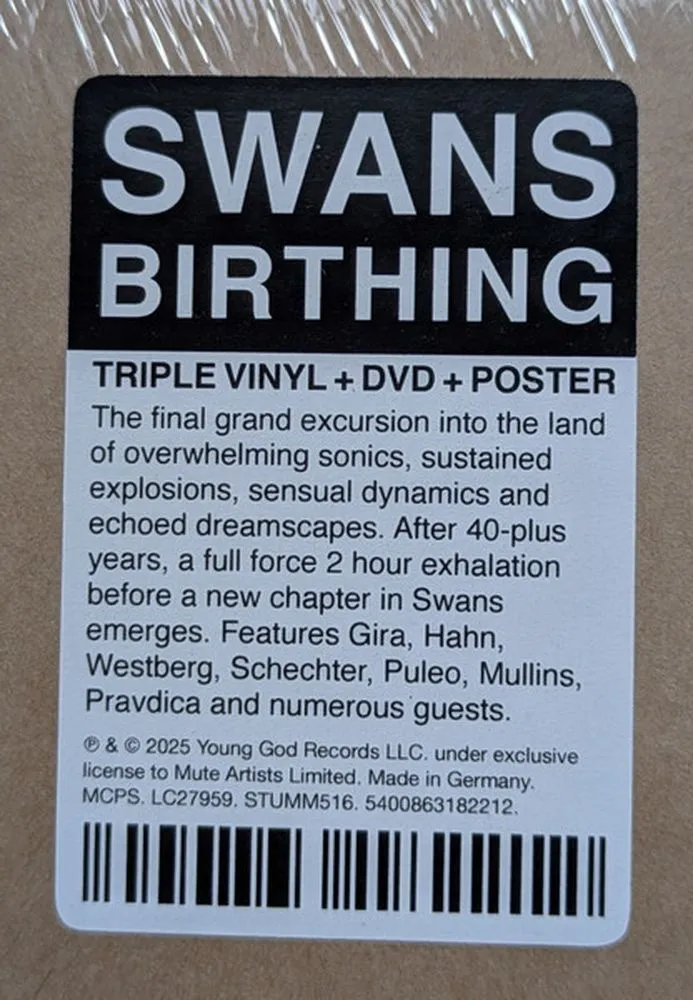 SWANS
BIRTHING
TRIPLE VINYL + DVD + POSTER
The final grand excursion into the land
of overwhelming sonics, sustained
explosions, sensual dynamics and
echoed dreamscapes. After 40-plus
years, a full force 2 hour exhalation
before a new chapter in Swans
emerges. Features Gira, Hahn,
Westberg, Schechter, Puleo, Mullins,
Pravdica and numerous guests.
℗ & © 2025 Young God Records LLC. under exclusive
license to Mute Artists Limited. Made in Germany.
MCPS. LC27959. STUMM516. 5400863182212.